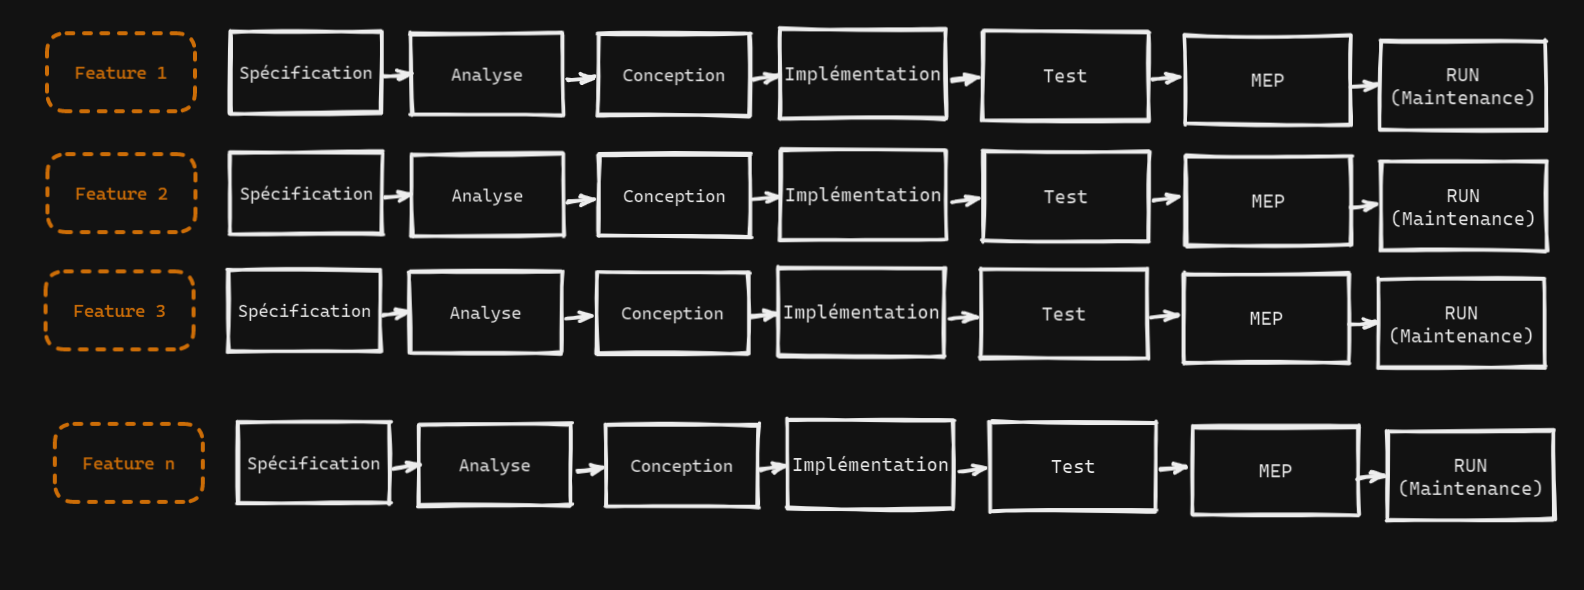 Feature 1
Spécification
Analyse
Conception
Implémentation
Test
MEP
RUN
(Maintenance)
Feature 2
Spécification
Analyse
Conception
Implémentation
Test
MEP
RUN
(Maintenance)
Feature 3
Spécification
Analyse
Conception
Implémentation
Test
MEP
RUN
(Maintenance)
Feature n
Spécification
Analyse
Conception
Implémentation
Test
MEP
RUN
(Maintenance)